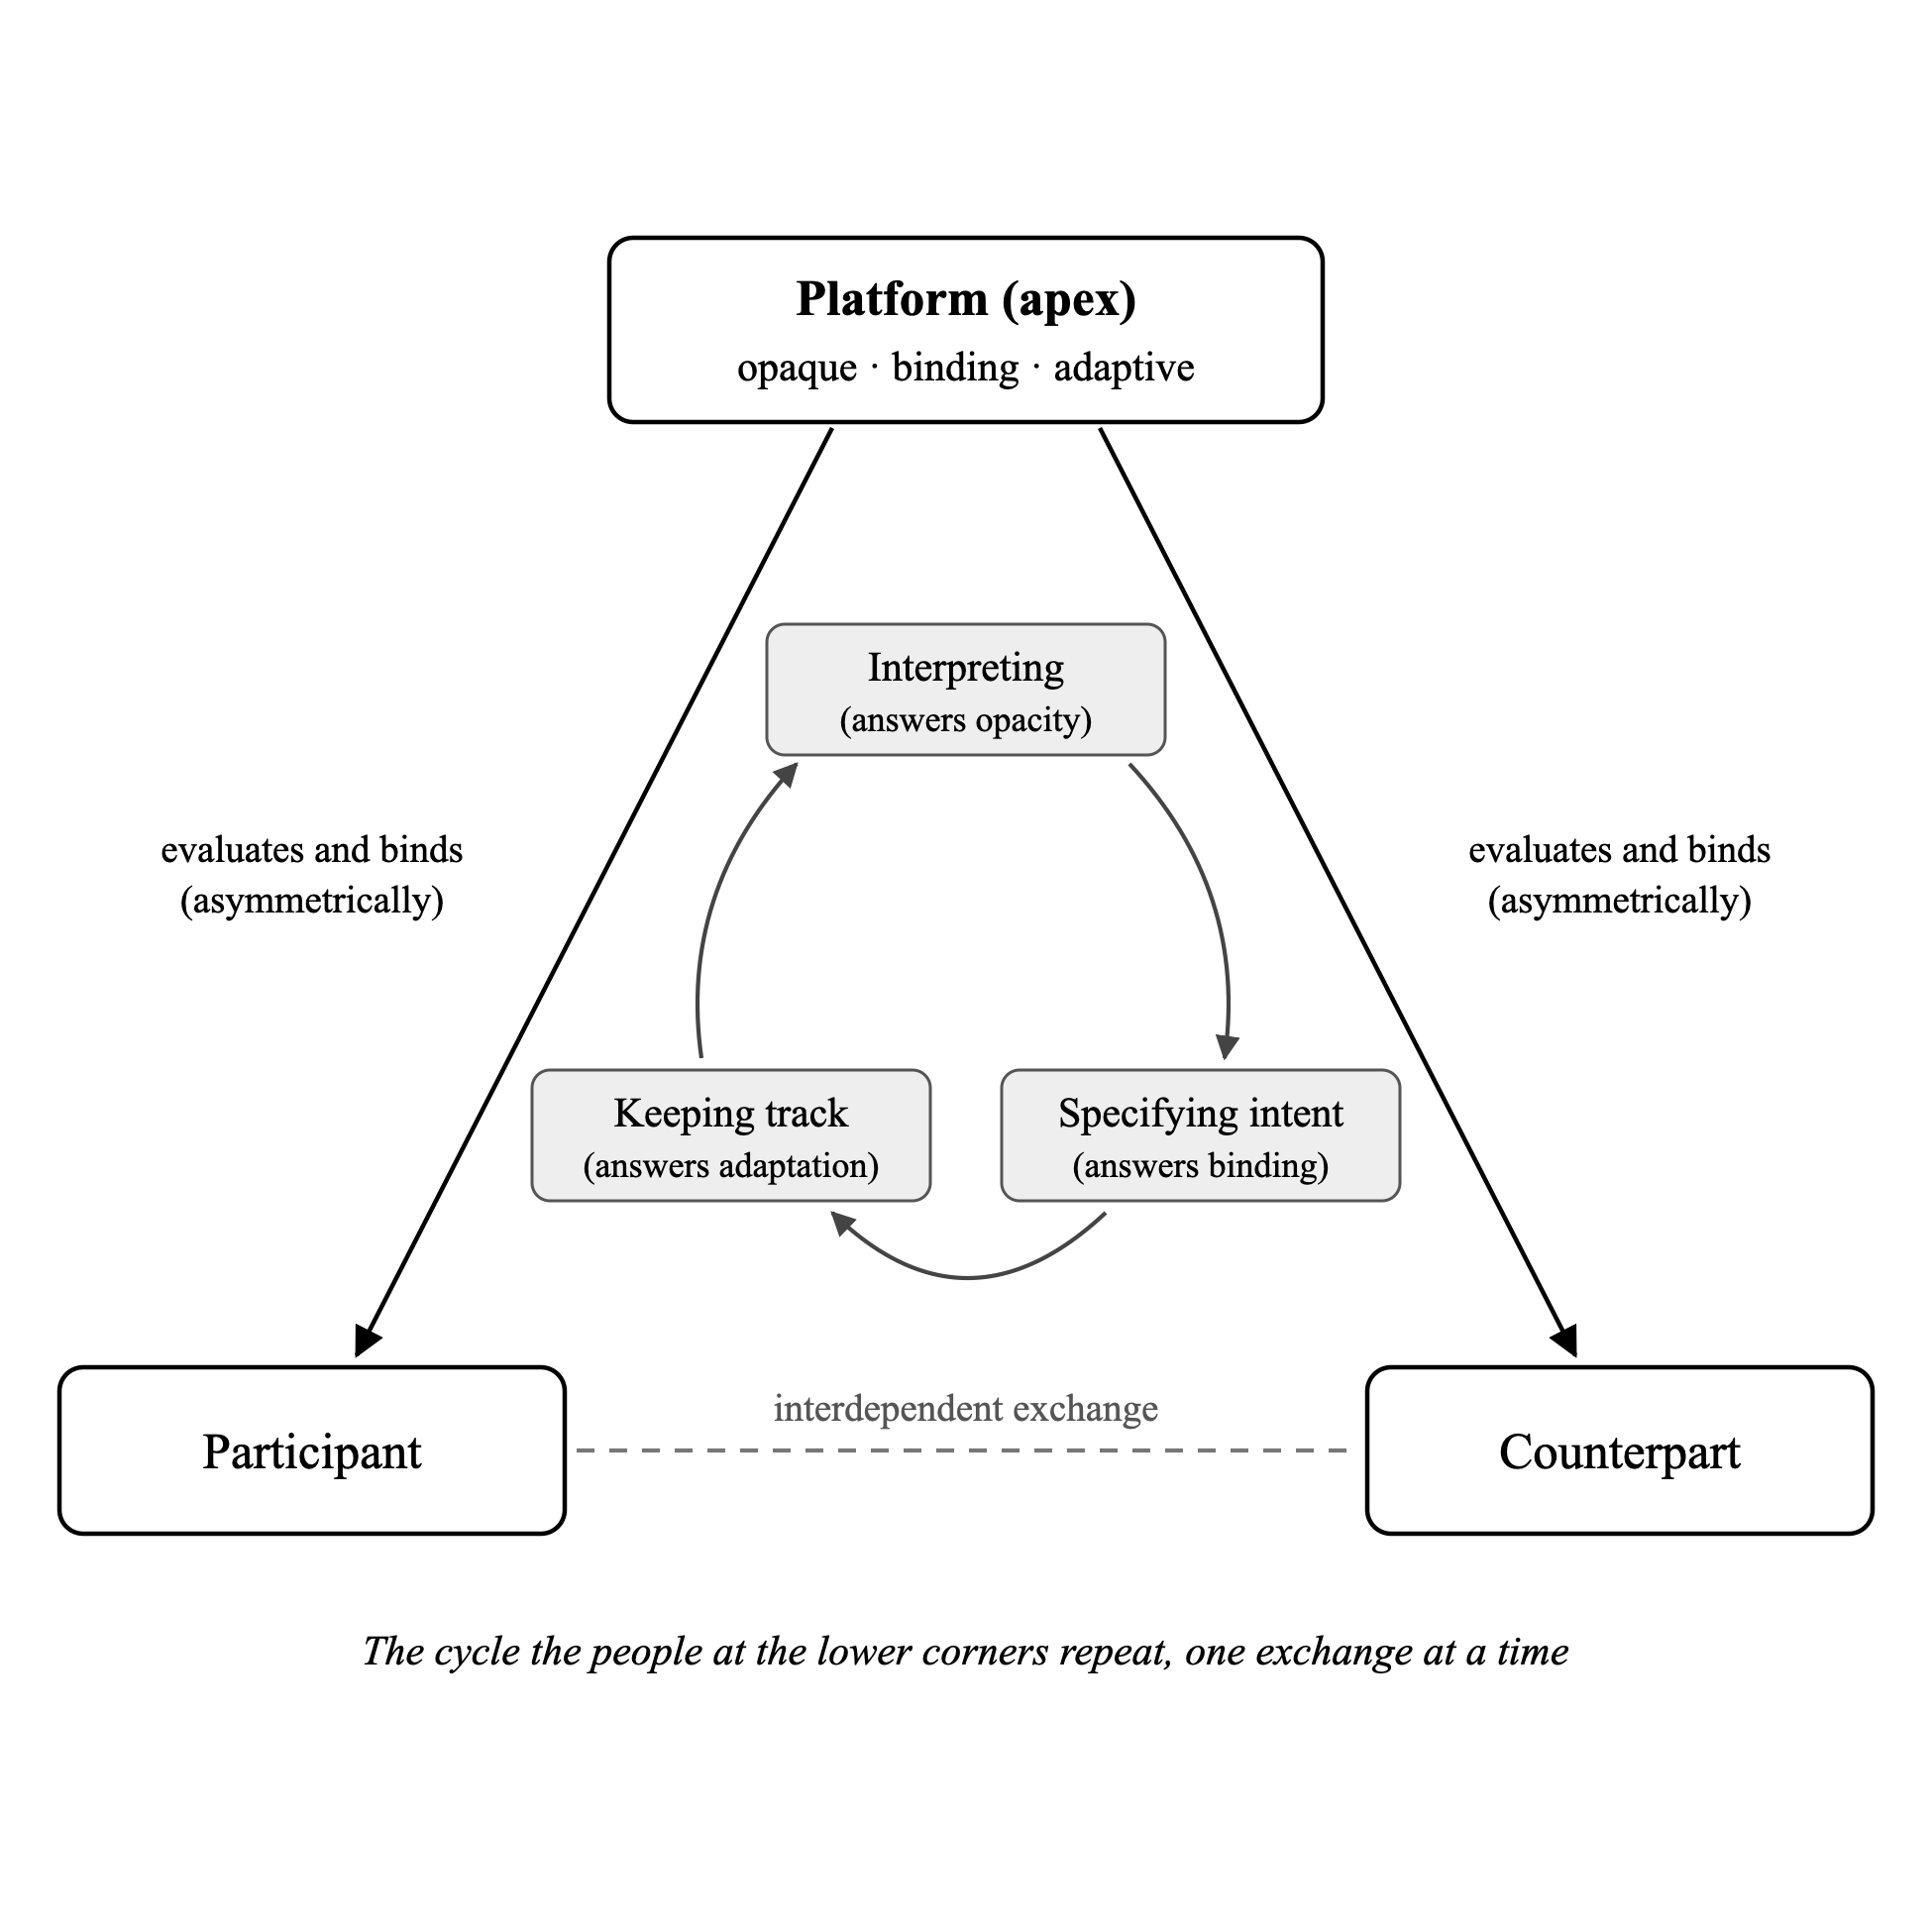 Platform (apex)
opaque · binding · adaptive
Interpreting
(answers opacity)
evaluates and binds
(asymmetrically)
evaluates and binds
(asymmetrically)
Keeping track
(answers adaptation)
Specifying intent
(answers binding)
interdependent exchange
Participant
Counterpart
The cycle the people at the lower corners repeat, one exchange at a time